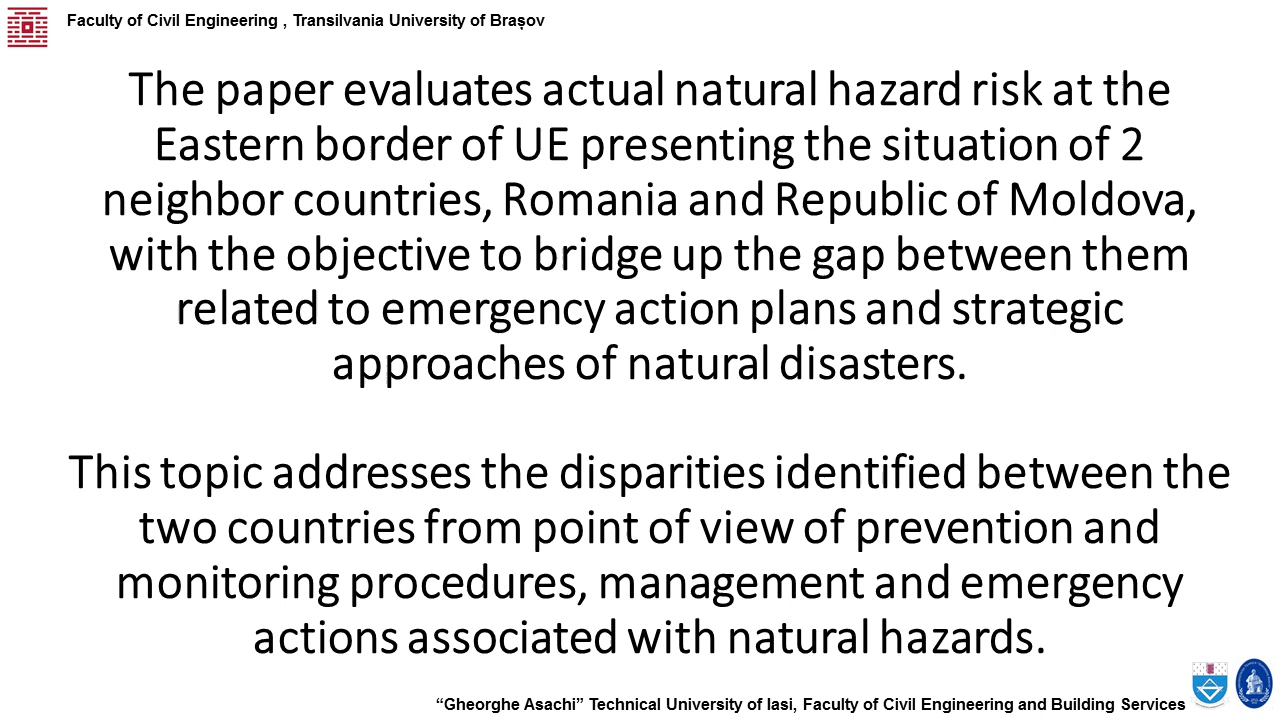 Faculty of Civil Engineering , Transilvania University of Brașov
The paper evaluates actual natural hazard risk at the
Eastern border of UE presenting the situation of 2
neighbor countries, Romania and Republic of Moldova,
with the objective to bridge up the gap between them
related to emergency action plans and strategic
approaches of natural disasters.
This topic addresses the disparities identified between the
two countries from point of view of prevention and
monitoring procedures, management and emergency
actions associated with natural hazards.
“Gheorghe Asachi” Technical University of Iasi, Faculty of Civil Engineering and Building Services